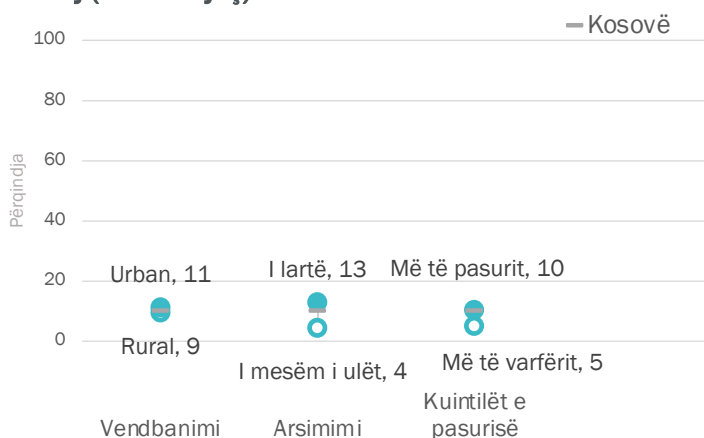 Kosovë
100
80
60
40
20
0
Përqindja
Urban, 11
I lartë, 13
Më të pasurit, 10
Rural, 9
I mesëm i ulët, 4
Më të varfërit, 5
Vendbanimi
Arsimimi
Kuintilët e
pasurisë